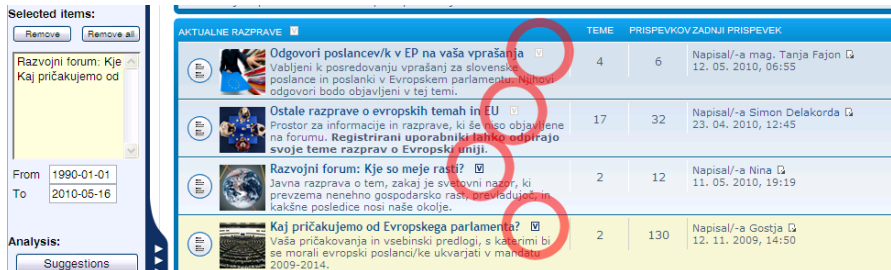 Selected items:
Remove Remove all
Razvojni forum: Kje
Kaj pričakujemo od
From 1990-01-01
To 2010-05-16
Analysis:
Suggestions
AKTUALNE RAZPRAVE TEME PRISPEVKOV ZADNJI PRISPEVEK
Odgovori poslancev/k v EP na vaša vprašanja
Vabljeni k posredovanju vprašanj za slovenske
poslance in poslanki v Evropskem parlamentu. Njihovi
odgovori bodo objavljeni v tej temi.
4 6
Napisal/-a mag. Tanja Fajon
12. 05. 2010, 06:55
Ostale razprave o evropskih temah in EU
Prostor za informacije in razprave, ki še niso objavljene
na forumu. Registrirani uporabniki lahko odpirajo
svoje teme razprav o Evropski uniji.
17 32
Napisal/-a Simon Delakorda
23. 04. 2010, 12:45
Razvojni forum: Kje so meje rasti?
Javna razprava o tem, zakaj je svetovni nazor, ki
prevzema nenehno gospodarsko rast, prevladujoč, in
kakšne posledice nosi naše okolje.
2 12
Napisal/-a Nina
11. 05. 2010, 19:19
Kaj pričakujemo od Evropskega parlamenta?
Vaša pričakovanja in vsebinski predlogi, s katerimi bi
se morali evropski poslanci/ke ukvarjati v mandatu
2009-2014.
2 130
Napisal/-a Gostja
12. 11. 2009, 14:50